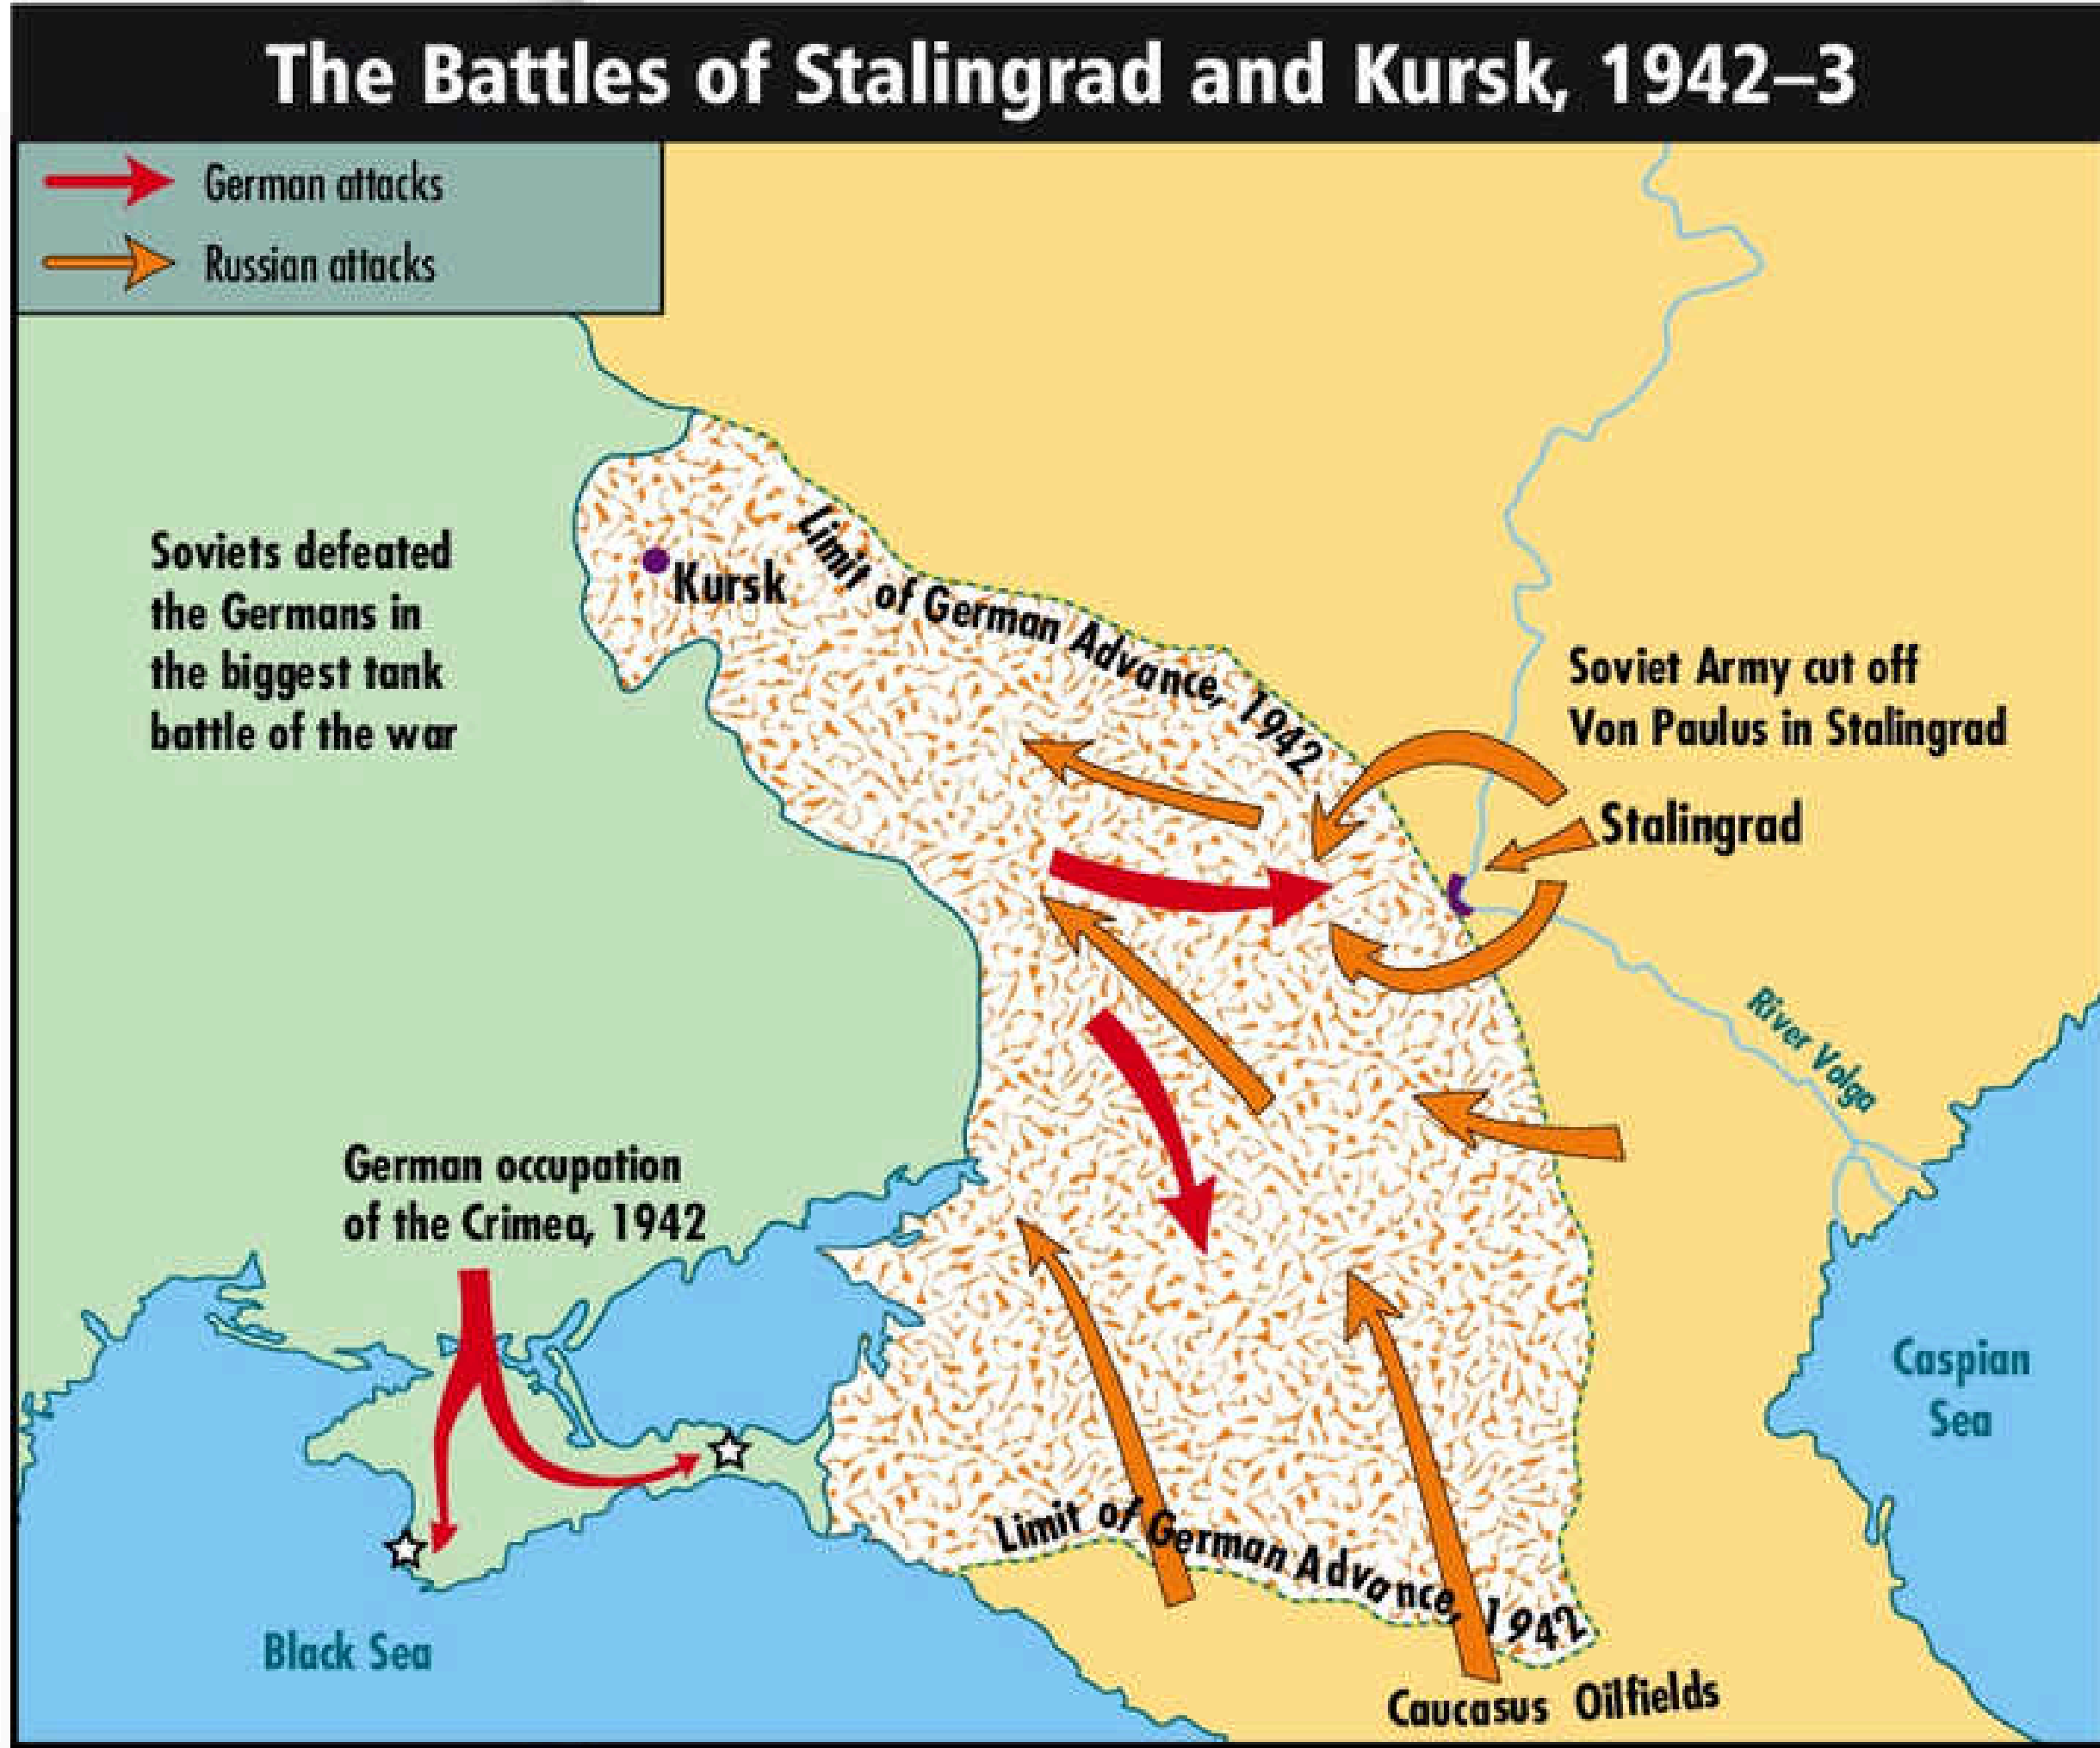 The Battles of Stalingrad and Kursk, 1942–3
German attacks
Russian attacks
Soviets defeated
the Germans in
the biggest tank
battle of the war
Kursk
Limit of German Advance, 1942
Soviet Army cut off
Von Paulus in Stalingrad
Stalingrad
River Volga
German occupation
of the Crimea, 1942
Caspian
Sea
Limit of German Advance, 1942
Black Sea
Caucasus Oilfields